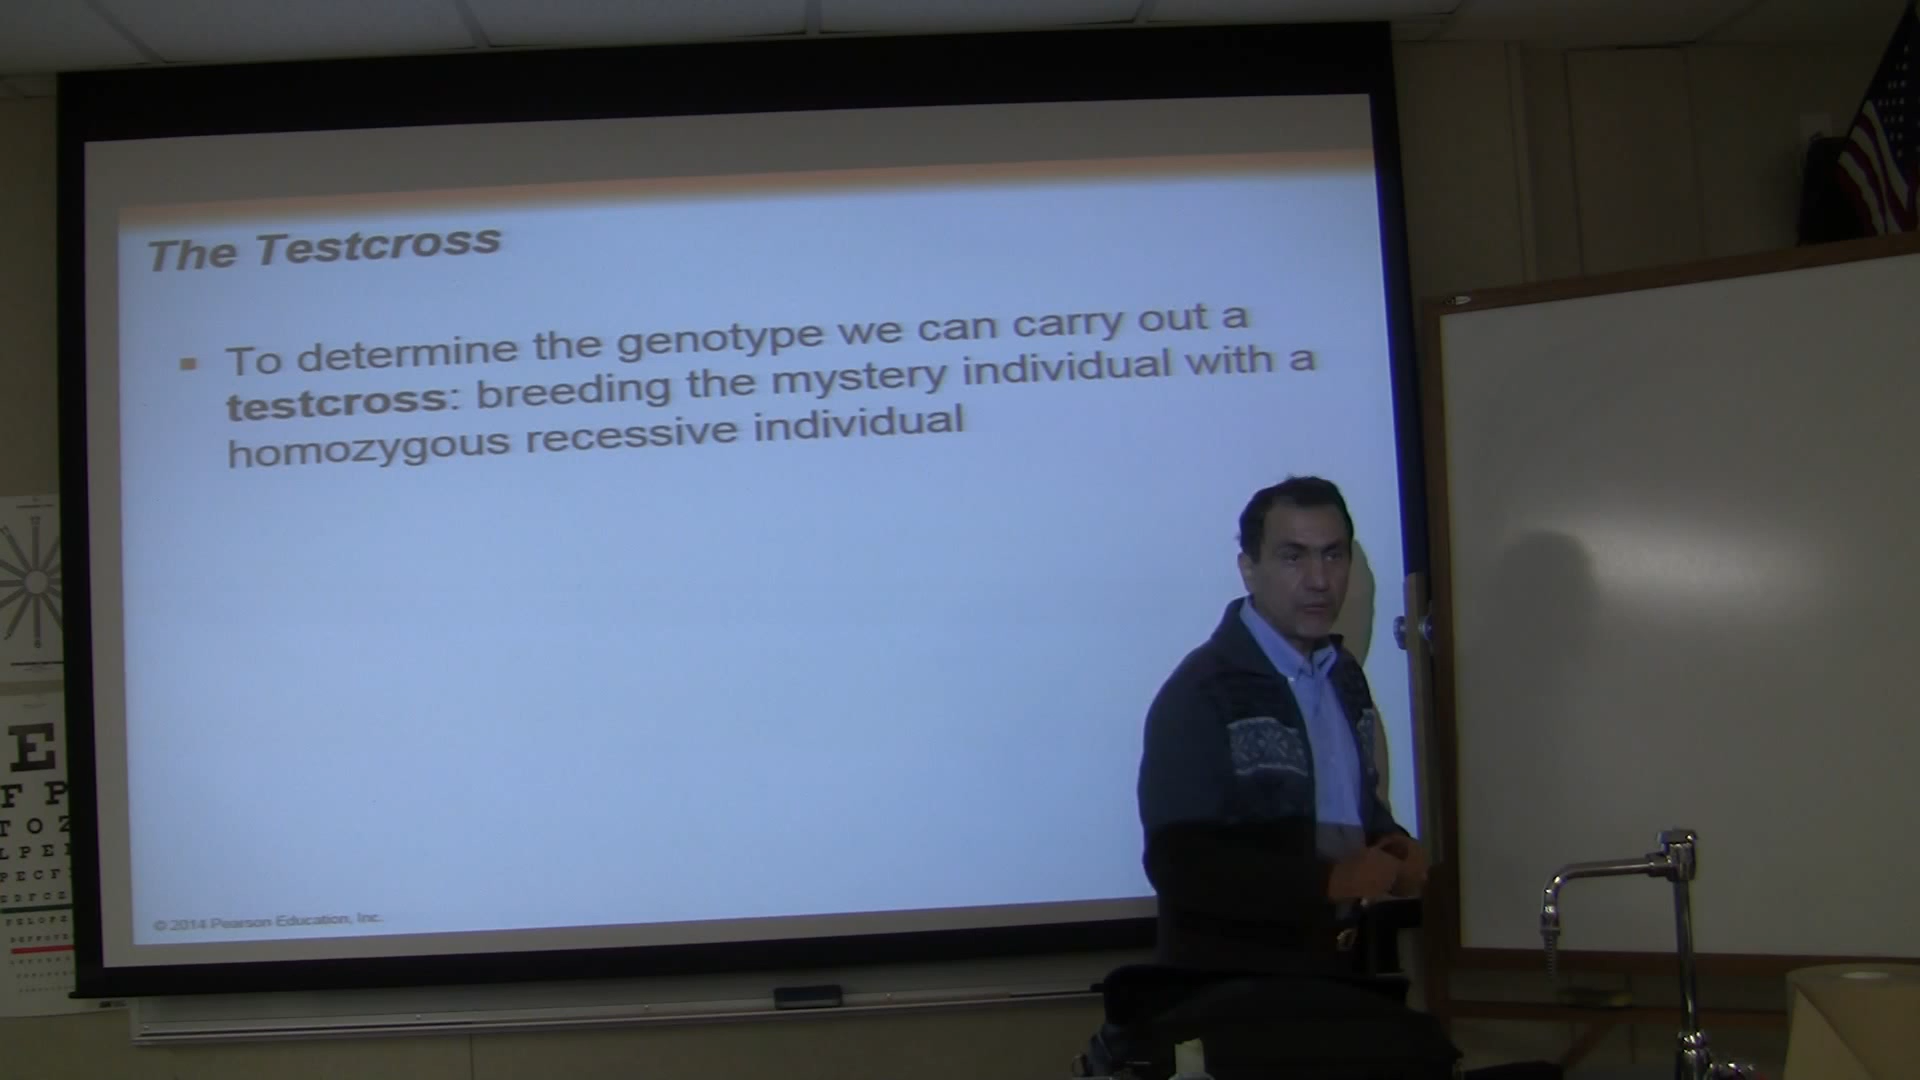 The Testcross
▪ To determine the genotype we can carry out a
testcross: breeding the mystery individual with a
homozygous recessive individual
© 2014 Pearson Education, Inc.
E
F P
T O Z
L P E
P E C F
E D F C Z
F E L O P Z